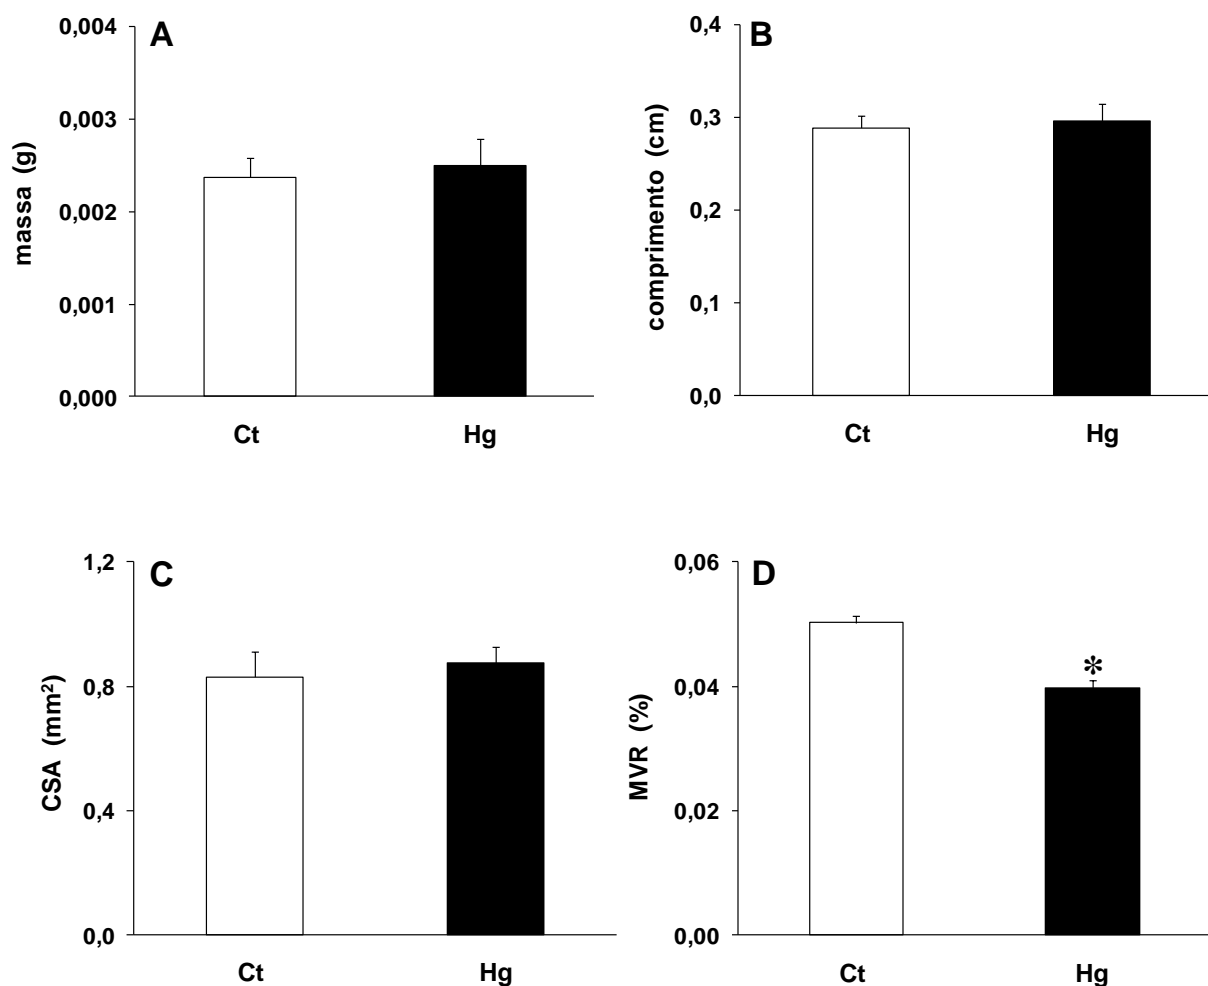 A
0,004
0,003
0,002
0,001
0,000
massa (g)
Ct
Hg
B
0,4
0,3
0,2
0,1
0,0
comprimento (cm)
Ct
Hg
C
1,2
0,8
0,4
0,0
CSA (mm²)
Ct
Hg
D
0,06
0,04
0,02
0,00
MVR (%)
*
Ct
Hg